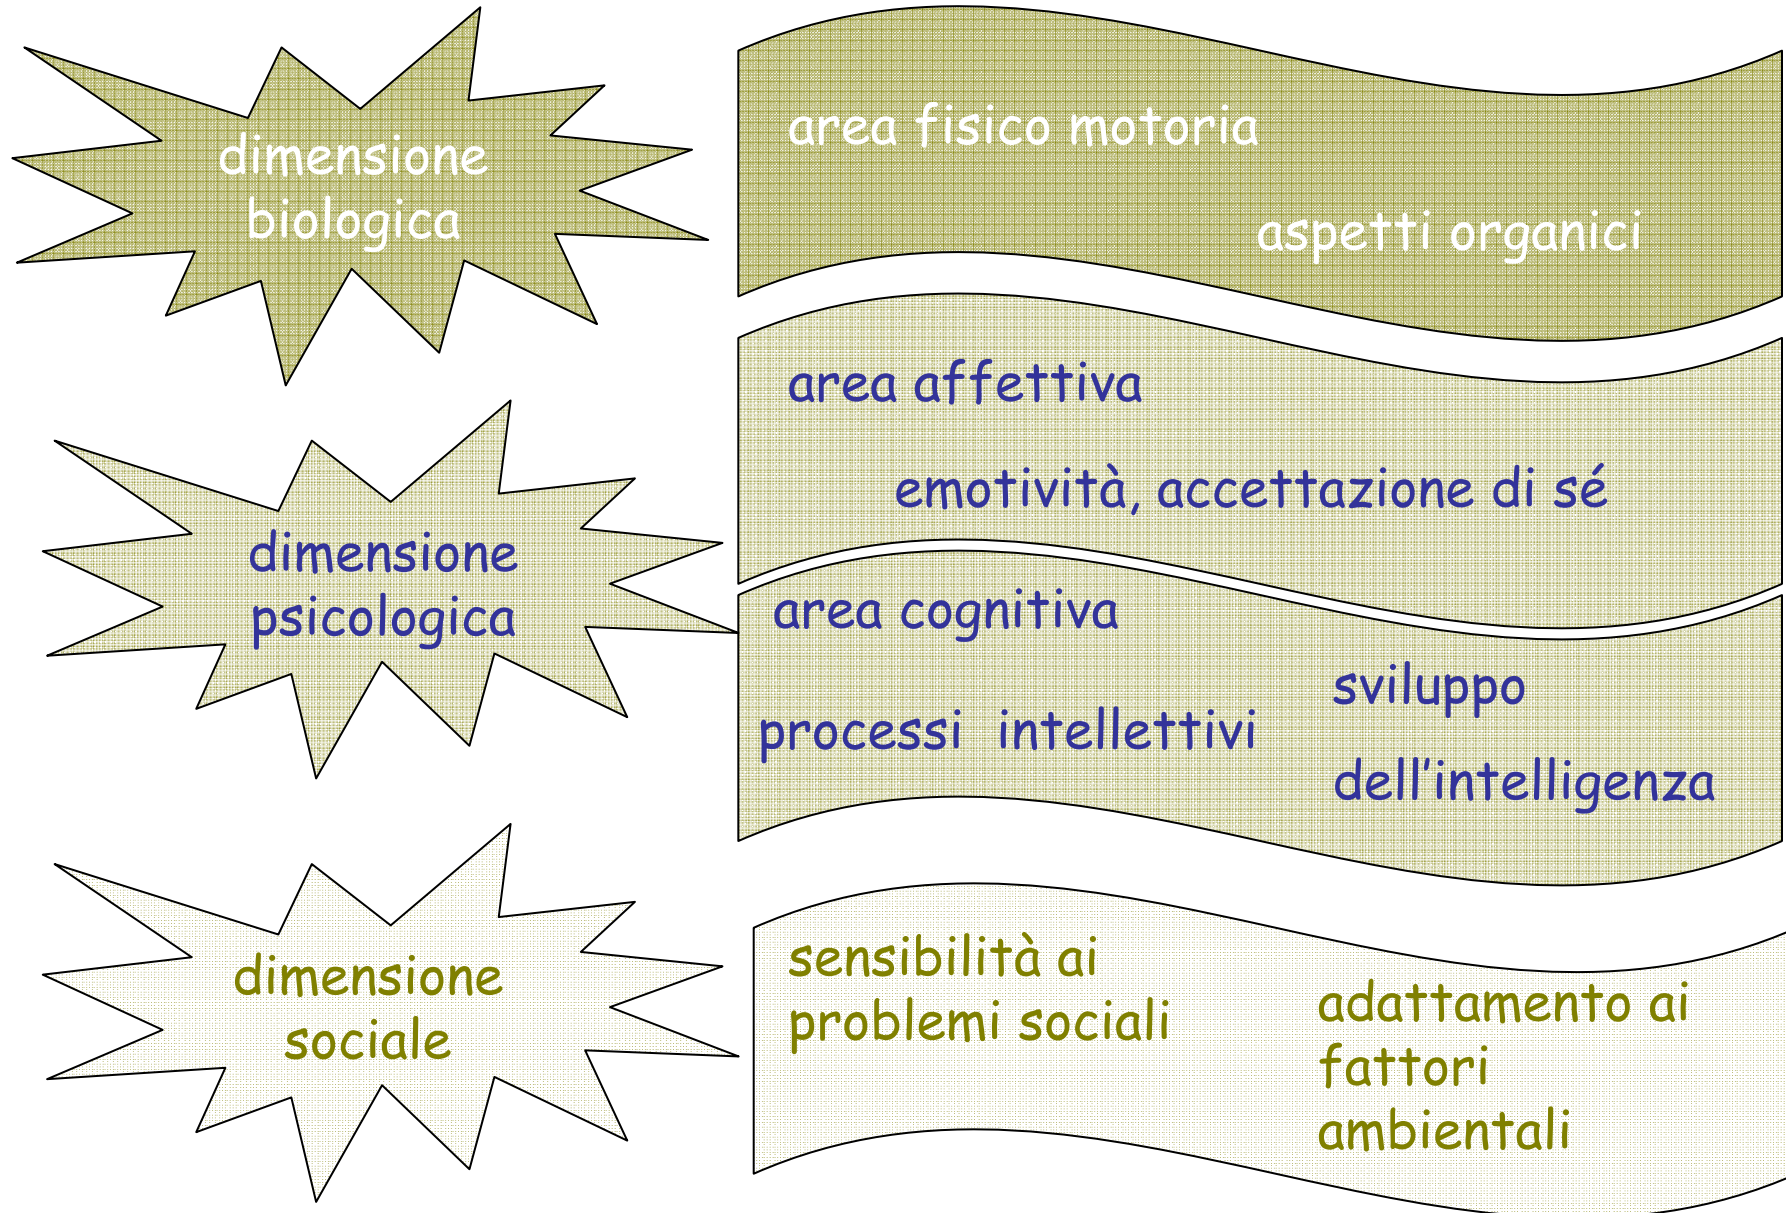 dimensione
biologica
area fisico motoria
aspetti organici
dimensione
psicologica
area affettiva
emotività, accettazione di sé
area cognitiva
processi intellettivi
sviluppo
dell'intelligenza
dimensione
sociale
sensibilità ai
problemi sociali
adattamento ai
fattori
ambientali